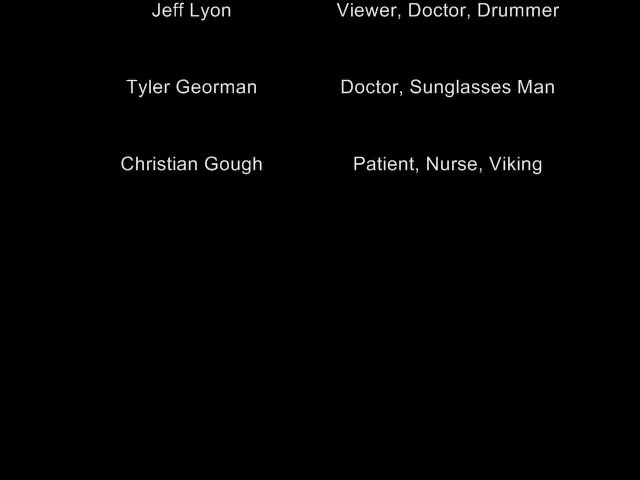 Jeff Lyon Viewer, Doctor, Drummer
Tyler Georman Doctor, Sunglasses Man
Christian Gough Patient, Nurse, Viking